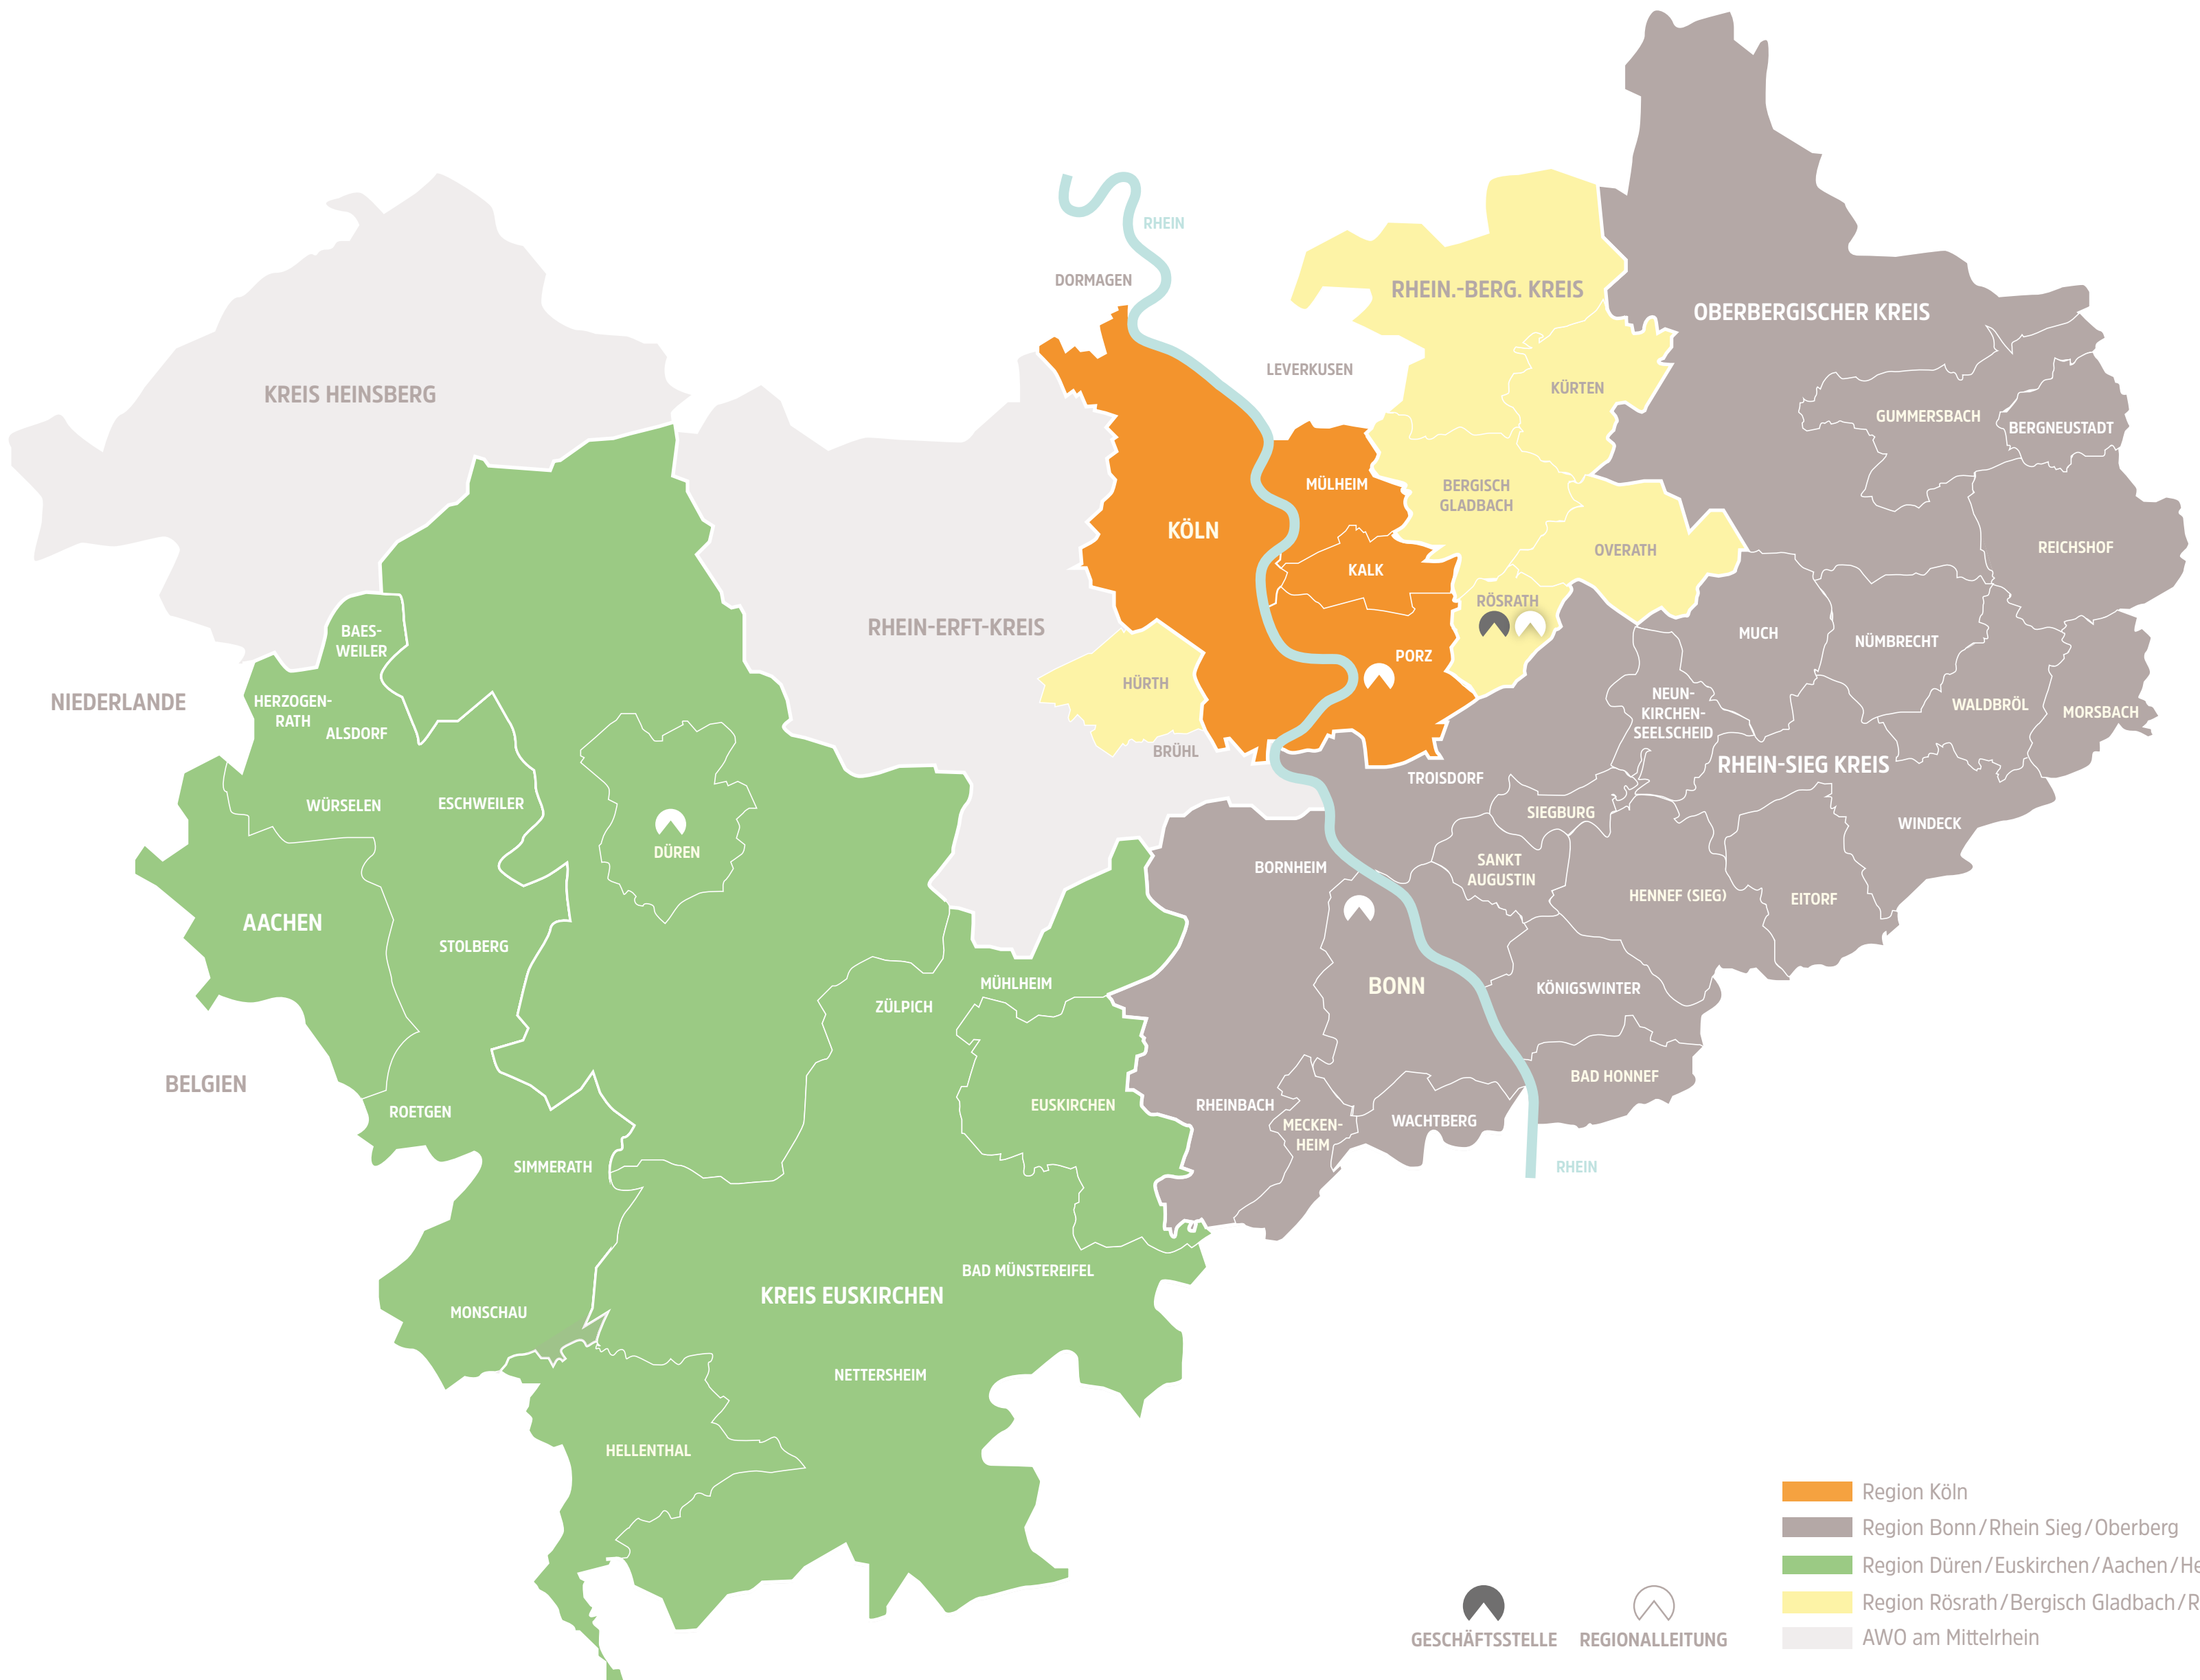 RHEIN
DORMAGEN
RHEIN.-BERG. KREIS
OBERBERGISCHER KREIS
LEVERKUSEN
KREIS HEINSBERG
KÜRTEN
GUMMERSBACH
BERGNEUSTADT
MÜLHEIM
BERGISCH
GLADBACH
KÖLN
OVERATH
REICHSHOF
KALK
RÖSRATH
BAES-
WEILER
RHEIN-ERFT-KREIS
MUCH
NÜMBRECHT
PORZ
HÜRTH
NIEDERLANDE
HERZOGEN-
RATH
ALSDORF
NEUN-
KIRCHEN-
SEELSCHEID
WALDBRÖL
MORSBACH
BRÜHL
TROISDORF
RHEIN-SIEG KREIS
WÜRSELEN
ESCHWEILER
SIEGBURG
WINDECK
DÜREN
BORNHEIM
SANKT
AUGUSTIN
HENNEF (SIEG)
EITORF
AACHEN
STOLBERG
MÜHLHEIM
ZÜLPICH
BONN
KÖNIGSWINTER
BELGIEN
BAD HONNEF
ROETGEN
EUSKIRCHEN
RHEINBACH
MECKEN-
HEIM
WACHTBERG
SIMMERATH
RHEIN
BAD MÜNSTEREIFEL
KREIS EUSKIRCHEN
MONSCHAU
NETTERSHEIM
HELLENTHAL
Region Köln
Region Bonn/Rhein Sieg/Oberberg
Region Düren/Euskirchen/Aachen/He
Region Rösrath/Bergisch Gladbach/R
AWO am Mittelrhein
GESCHÄFTSSTELLE
REGIONALLEITUNG